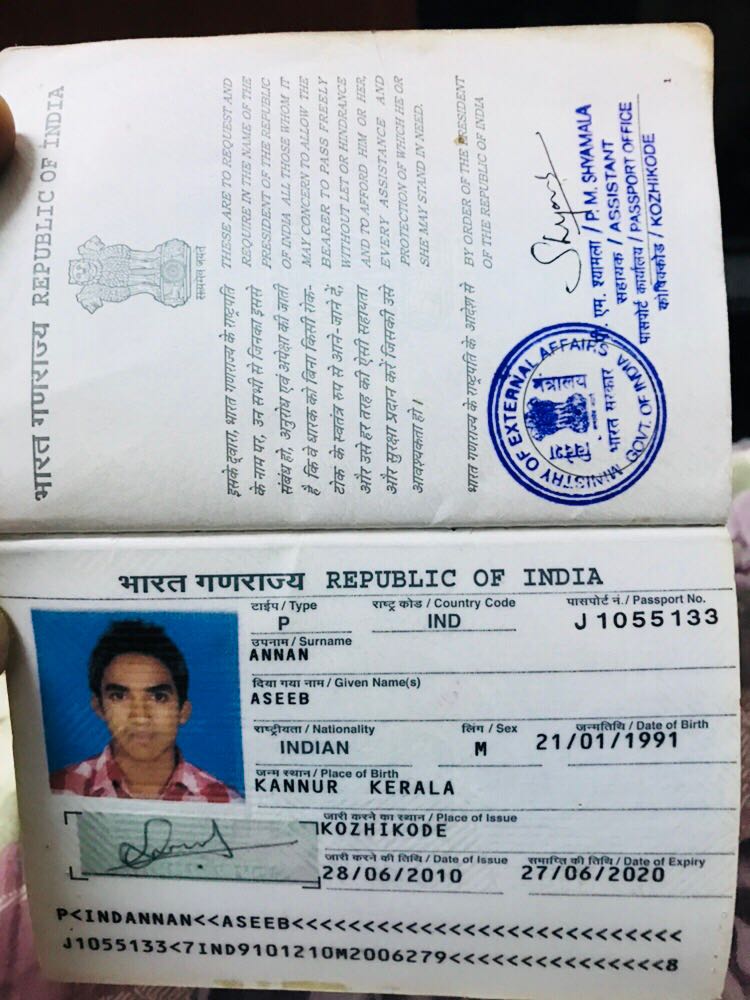 भारत गणराज्य REPUBLIC OF INDIA
सत्यमेव जयते
इसके द्वारा, भारत गणराज्य के राष्ट्रपति
के नाम पर, उन सभी से जिनका इससे
संबंध हो, अनुरोध एवं अपेक्षा की जाती
है कि वे धारक को बिना किसी रोक-
टोक के स्वतंत्र रूप से आने-जाने दें,
और उसे हर तरह की ऐसी सहायता
और सुरक्षा प्रदान करें जिसकी उसे
आवश्यकता हो।
THESE ARE TO REQUEST AND
REQUIRE IN THE NAME OF THE
PRESIDENT OF THE REPUBLIC
OF INDIA ALL THOSE WHOM IT
MAY CONCERN TO ALLOW THE
BEARER TO PASS FREELY
WITHOUT LET OR HINDRANCE
AND TO AFFORD HIM OR HER,
EVERY ASSISTANCE AND
PROTECTION OF WHICH HE OR
SHE MAY STAND IN NEED.
भारत गणराज्य के राष्ट्रपति के आदेश से
BY ORDER OF THE PRESIDENT
OF THE REPUBLIC OF INDIA
MINISTRY OF EXTERNAL AFFAIRS
विदेश मंत्रालय
भारत सरकार
GOVT. OF INDIA
एम. श्यामला / P.M. SHYAMALA
सहायक / ASSISTANT
पासपोर्ट कार्यालय / PASSPORT OFFICE
कोषिक्कोड / KOZHIKODE
1
भारत गणराज्य REPUBLIC OF INDIA
टाईप / Type राष्ट्र कोड / Country Code पासपोर्ट नं. / Passport No.
P IND J 1055133
उपनाम / Surname
ANNAN
दिया गया नाम / Given Name(s)
ASEEB
राष्ट्रीयता / Nationality लिंग / Sex जन्मतिथि / Date of Birth
INDIAN M 21/01/1991
जन्म स्थान / Place of Birth
KANNUR KERALA
जारी करने का स्थान / Place of Issue
KOZHIKODE
जारी करने की तिथि / Date of Issue समाप्ति की तिथि / Date of Expiry
28/06/2010 27/06/2020
P<INDANNAN<<ASEEB<<<<<<<<<<<<<<<<<<<<<<<<<<<
J1055133<7IND9101210M2006279<<<<<<<<<<<<<<<8